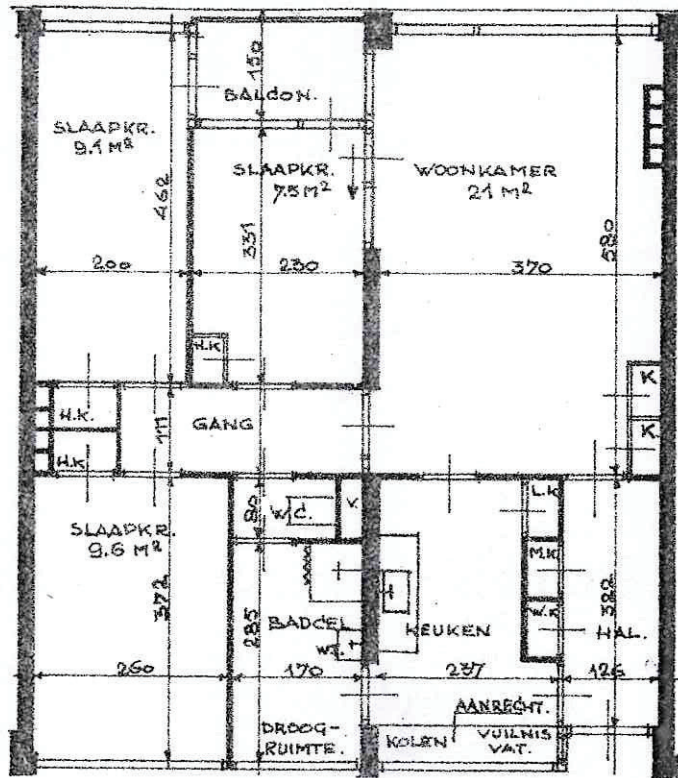 150
BALCON.
SLAAPKR.
9.1 M²
SLAAPKR.
7.5 M²
WOONKAMER
21 M²
462
331
580
200
230
370
H.K
K
H.K.
111
GANG
K.
H.K
SLAAPKR.
9.6 M²
80
W.C.
V.
L.K
M.K
W.K
372
285
BADCEL
KEUKEN
320
HAL.
260
170
237
126
AANRECHT.
DROOG-
RUIMTE.
KOLEN
VUILNIS
VAT.